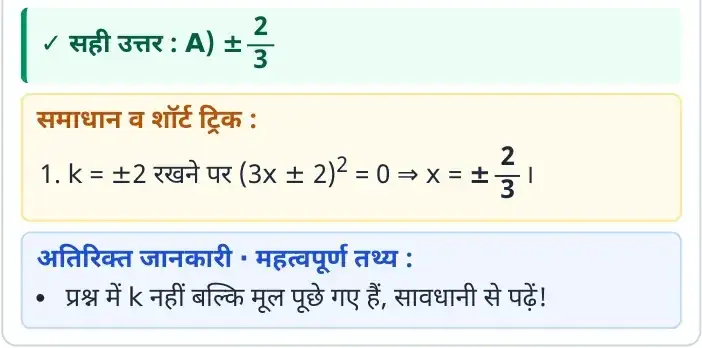 ✓ सही उत्तर : A) ± 2/3
समाधान व शॉर्ट ट्रिक :
1. k = ±2 रखने पर (3x ± 2)² = 0 ⇒ x = ± 2/3 ।
अतिरिक्त जानकारी · महत्वपूर्ण तथ्य :
• प्रश्न में k नहीं बल्कि मूल पूछे गए हैं, सावधानी से पढ़ें!